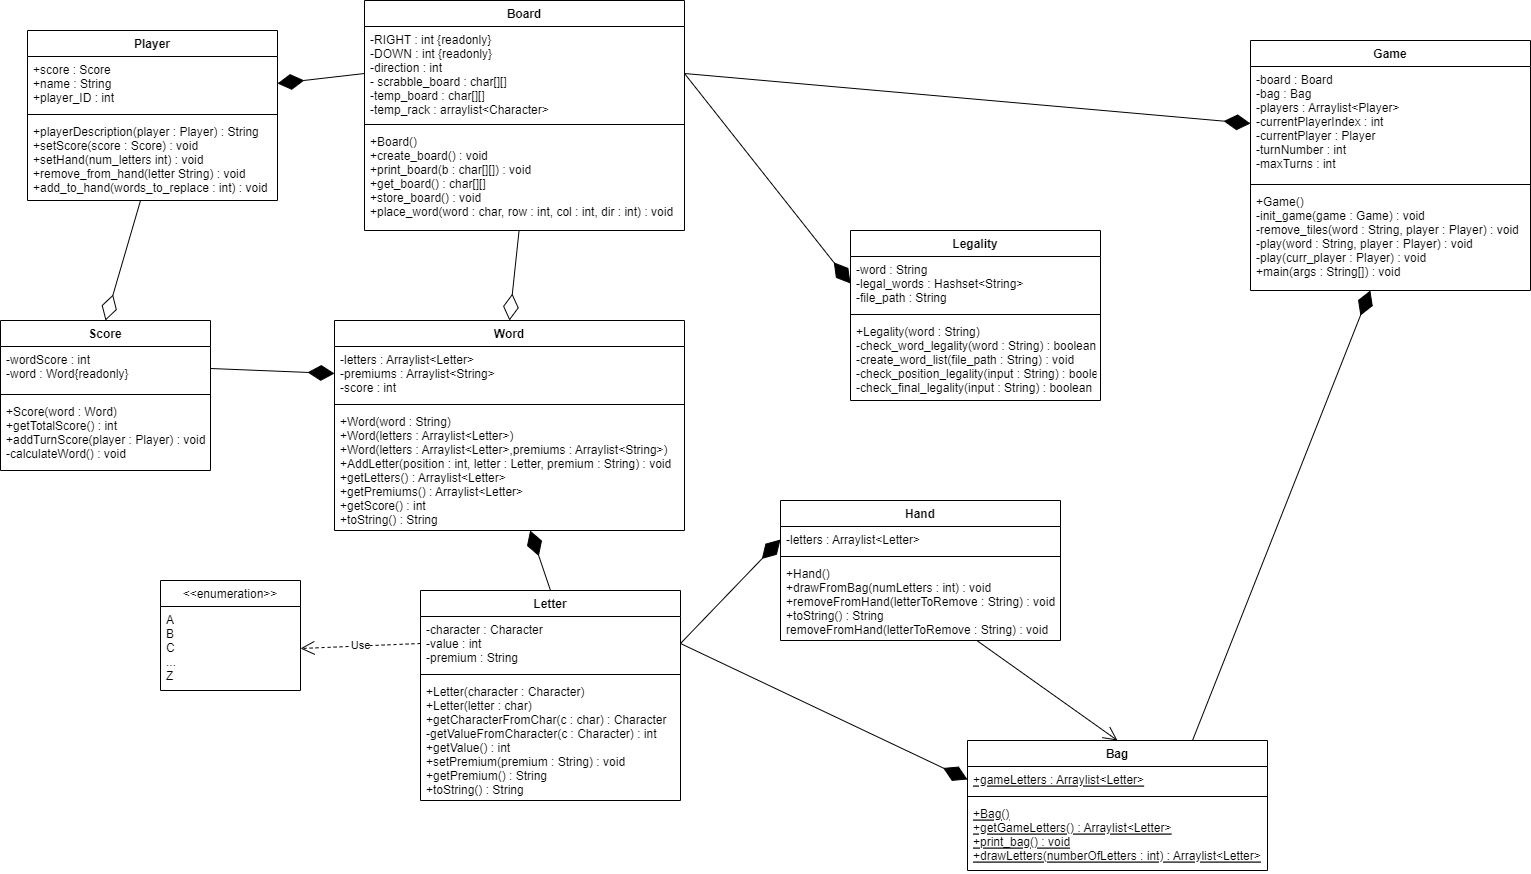 Player
+score : Score
+name : String
+player_ID : int
+playerDescription(player : Player) : String
+setScore(score : Score) : void
+setHand(num_letters int) : void
+remove_from_hand(letter String) : void
+add_to_hand(words_to_replace : int) : void
Board
-RIGHT : int {readonly}
-DOWN : int {readonly}
-direction : int
- scrabble_board : char[][]
-temp_board : char[][]
-temp_rack : arraylist<Character>
+Board()
+create_board() : void
+print_board(b : char[][]) : void
+get_board() : char[][]
+store_board() : void
+place_word(word : char, row : int, col : int, dir : int) : void
Game
-board : Board
-bag : Bag
-players : Arraylist<Player>
-currentPlayerIndex : int
-currentPlayer : Player
-turnNumber : int
-maxTurns : int
+Game()
-init_game(game : Game) : void
-remove_tiles(word : String, player : Player) : void
-play(word : String, player : Player) : void
-play(curr_player : Player) : void
+main(args : String[]) : void
Legality
-word : String
-legal_words : Hashset<String>
-file_path : String
+Legality(word : String)
-check_word_legality(word : String) : boolean
-create_word_list(file_path : String) : void
-check_position_legality(input : String) : boole
-check_final_legality(input : String) : boolean
Score
-wordScore : int
-word : Word{readonly}
+Score(word : Word)
+getTotalScore() : int
+addTurnScore(player : Player) : void
-calculateWord() : void
Word
-letters : Arraylist<Letter>
-premiums : Arraylist<String>
-score : int
+Word(word : String)
+Word(letters : Arraylist<Letter>)
+Word(letters : Arraylist<Letter>,premiums : Arraylist<String>)
+AddLetter(position : int, letter : Letter, premium : String) : void
+getLetters() : Arraylist<Letter>
+getPremiums() : Arraylist<Letter>
+getScore() : int
+toString() : String
Hand
-letters : Arraylist<Letter>
+Hand()
+drawFromBag(numLetters : int) : void
+removeFromHand(letterToRemove : String) : void
+toString() : String
removeFromHand(letterToRemove : String) : void
<<enumeration>>
A
B
C
...
Z
Use
Letter
-character : Character
-value : int
-premium : String
+Letter(character : Character)
+Letter(letter : char)
+getCharacterFromChar(c : char) : Character
-getValueFromCharacter(c : Character) : int
+getValue() : int
+setPremium(premium : String) : void
+getPremium() : String
+toString() : String
Bag
+gameLetters : Arraylist<Letter>
+Bag()
+getGameLetters() : Arraylist<Letter>
+print_bag() : void
+drawLetters(numberOfLetters : int) : Arraylist<Letter>